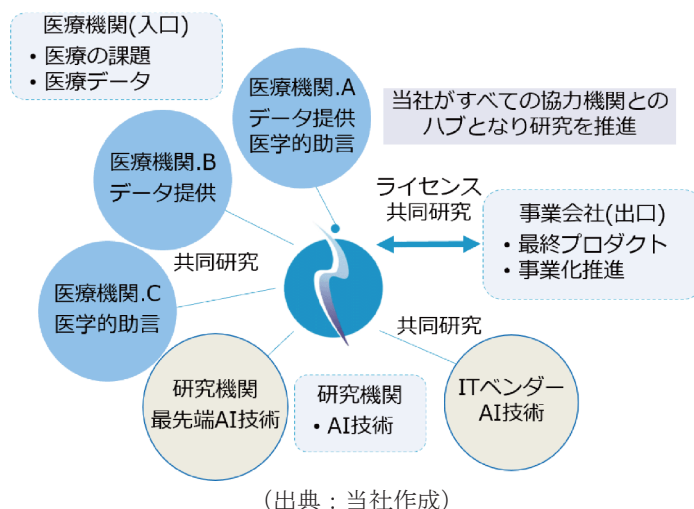 医療機関(入口)
・医療の課題
・医療データ
医療機関.A
データ提供
医学的助言
当社がすべての協力機関との
ハブとなり研究を推進
医療機関.B
データ提供
ライセンス
共同研究
事業会社(出口)
・最終プロダクト
・事業化推進
共同研究
医療機関.C
医学的助言
共同研究
研究機関
最先端AI技術
研究機関
・AI技術
ITベンダー
AI技術
（出典：当社作成）